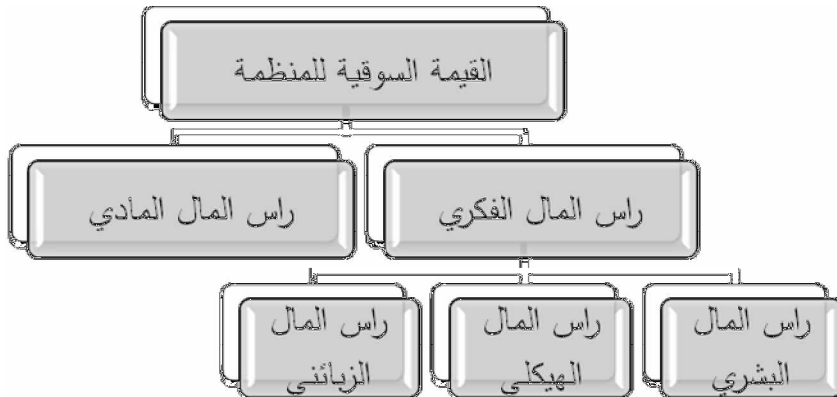 القيمة السوقية للمنظمة
راس المال الفكري
راس المال المادي
راس المال
البشري
راس المال
الهيكلي
راس المال
الزبائني